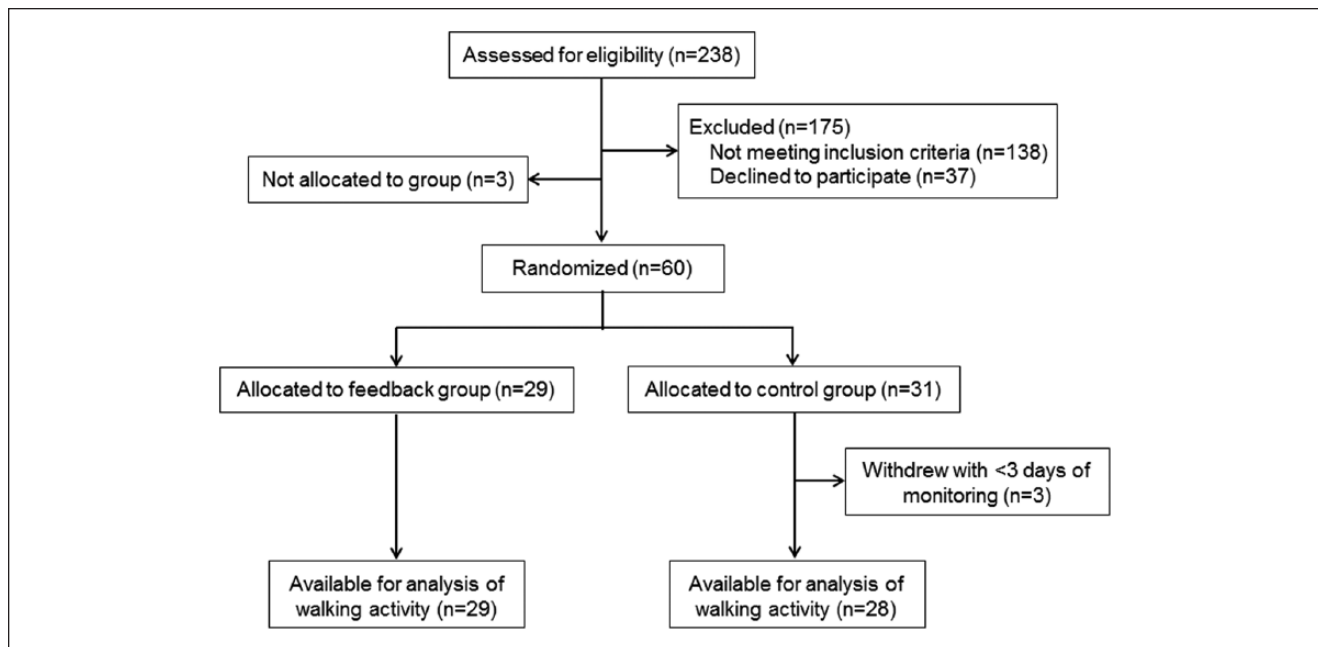 Assessed for eligibility (n=238)
Excluded (n=175)
Not meeting inclusion criteria (n=138)
Declined to participate (n=37)
Not allocated to group (n=3)
Randomized (n=60)
Allocated to feedback group (n=29)
Allocated to control group (n=31)
Withdrew with <3 days of
monitoring (n=3)
Available for analysis of
walking activity (n=29)
Available for analysis of
walking activity (n=28)